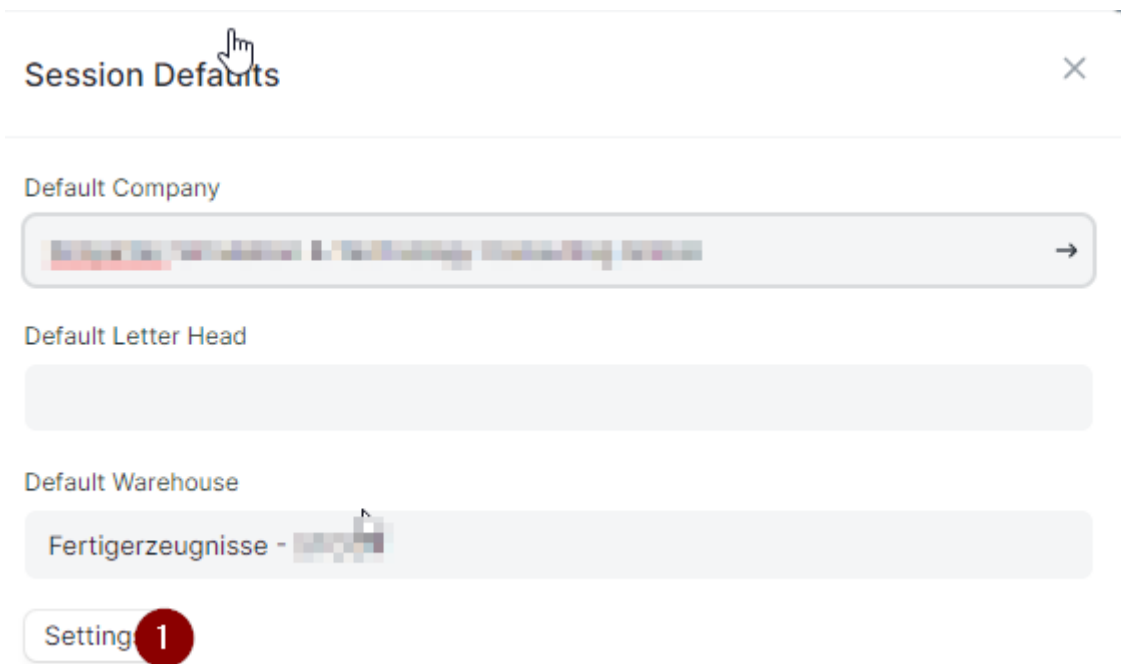 Session Defaults
Default Company
Default Letter Head
Default Warehouse
Fertigerzeugnisse -
Settings
1